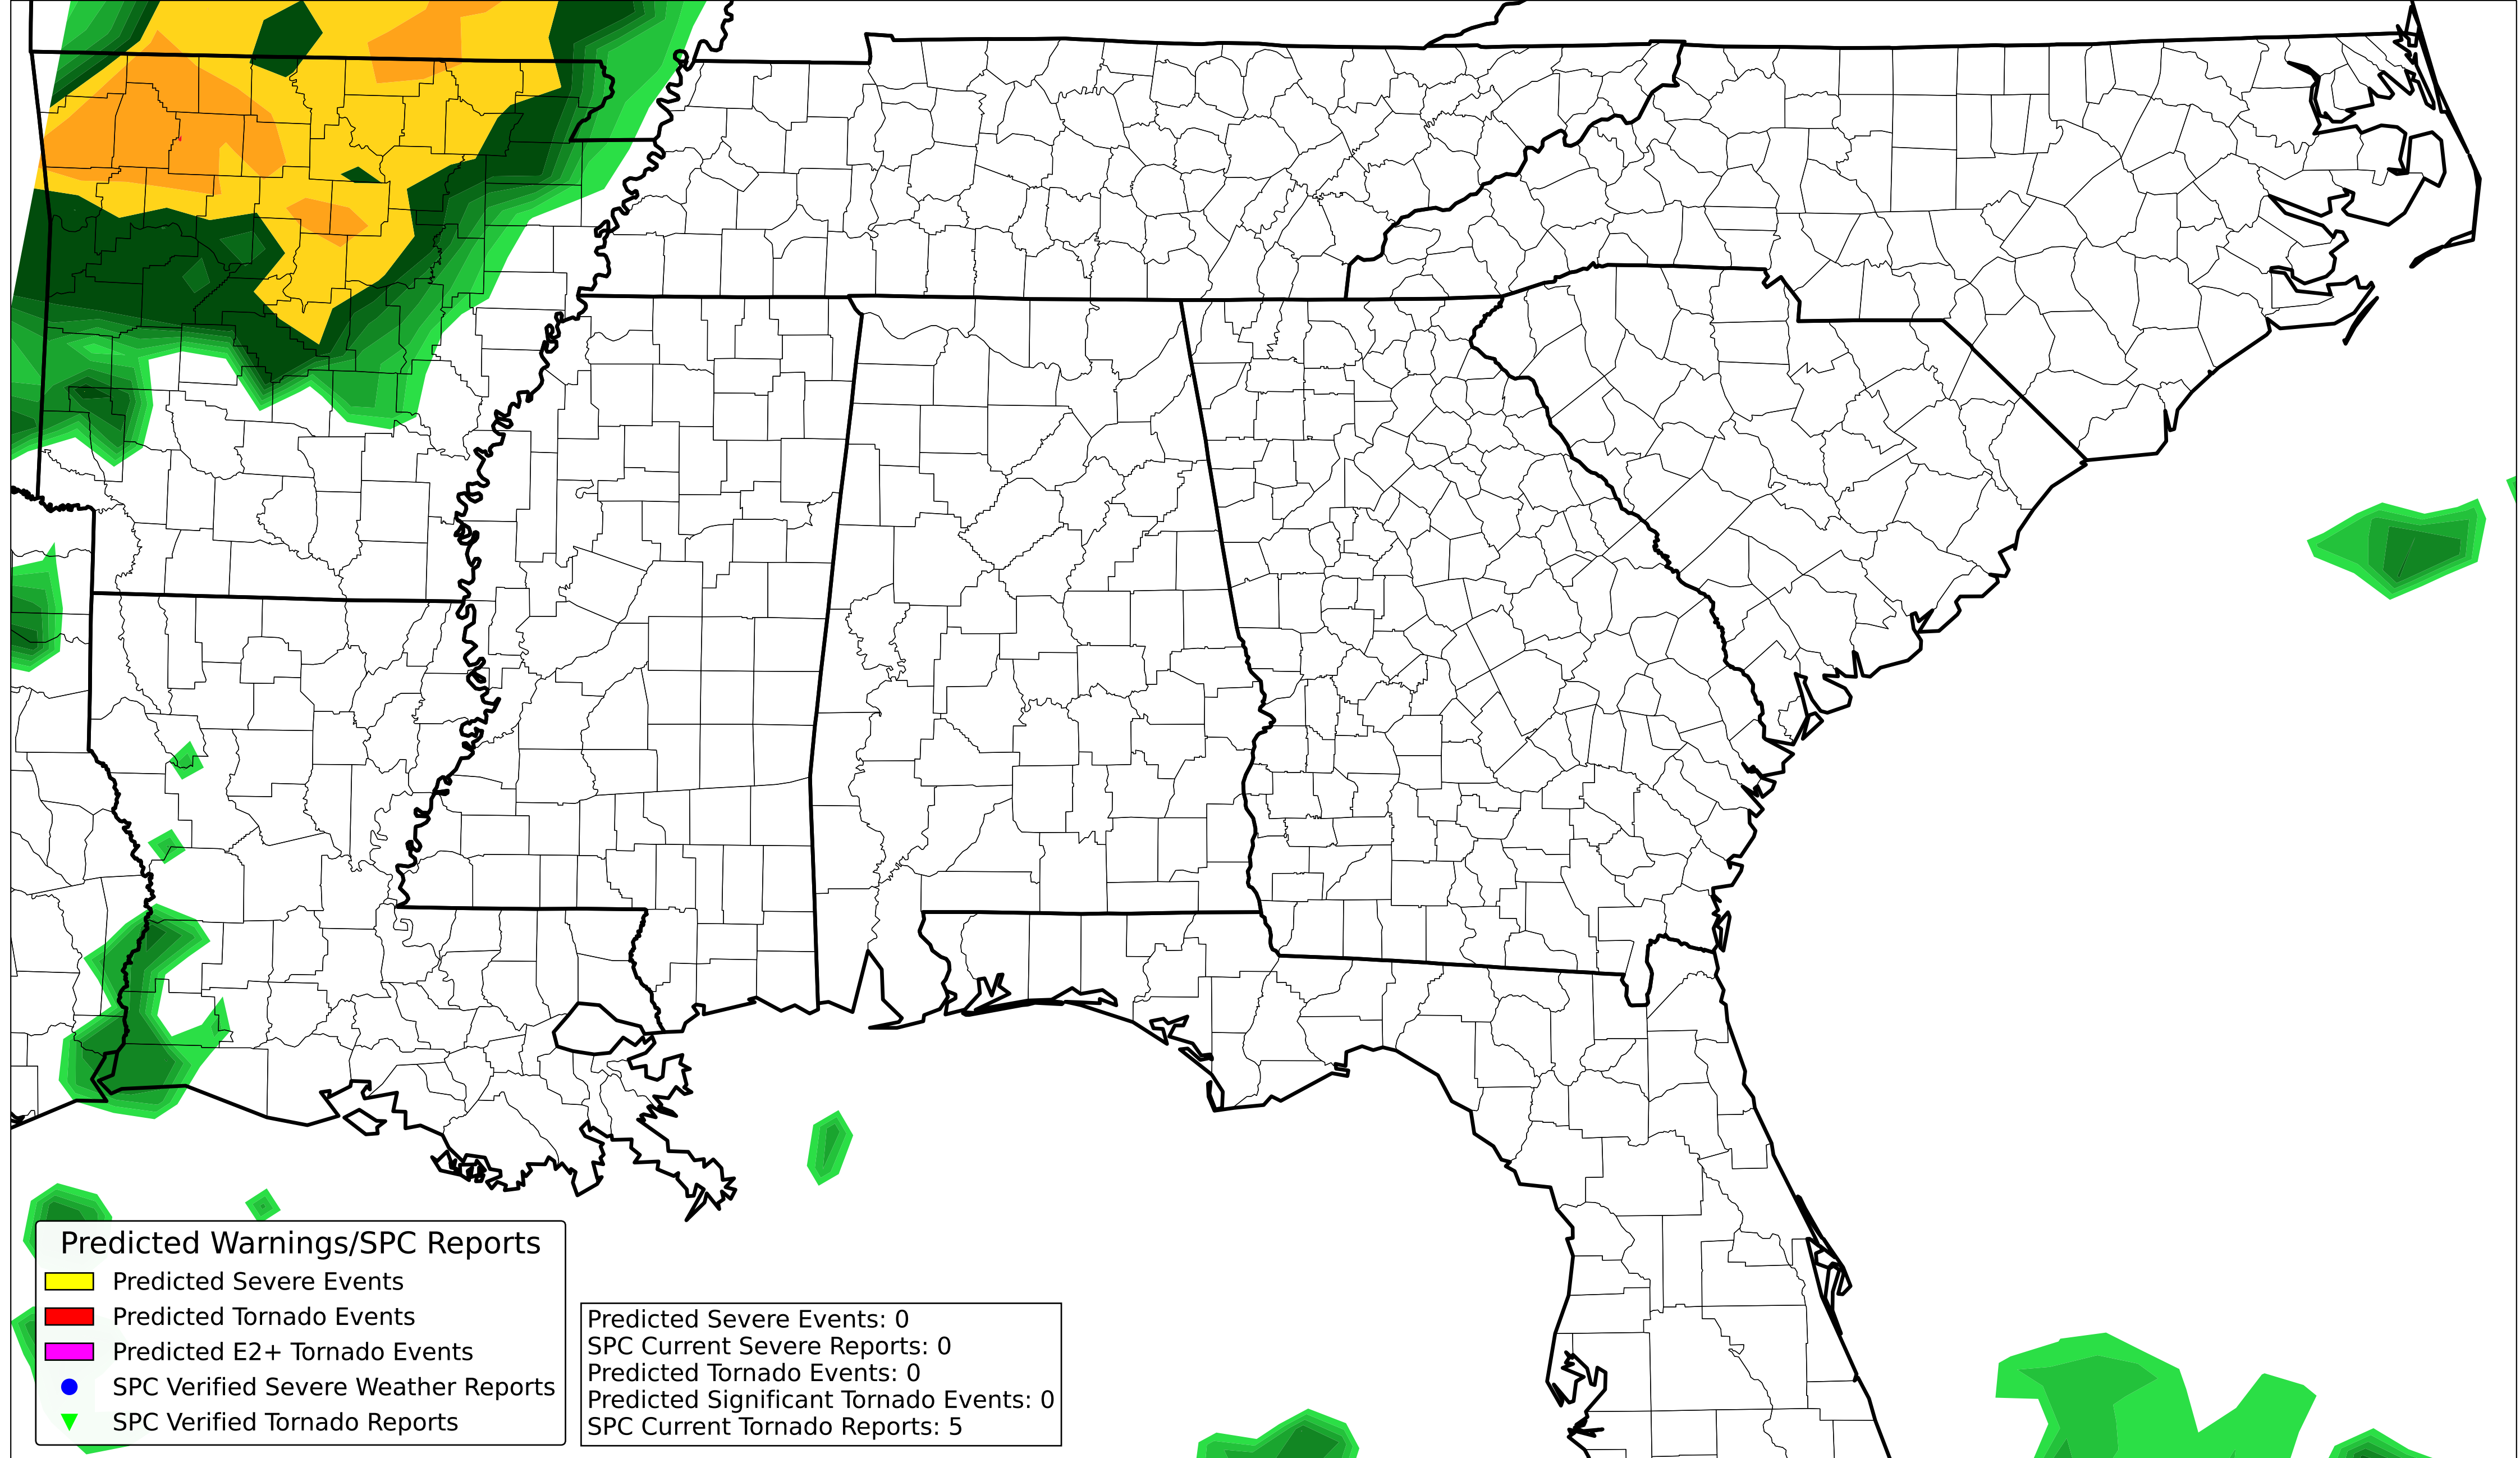 Predicted Warnings/SPC Reports
Predicted Severe Events
Predicted Tornado Events
Predicted E2+ Tornado Events
SPC Verified Severe Weather Reports
SPC Verified Tornado Reports
Predicted Severe Events: 0
SPC Current Severe Reports: 0
Predicted Tornado Events: 0
Predicted Significant Tornado Events: 0
SPC Current Tornado Reports: 5